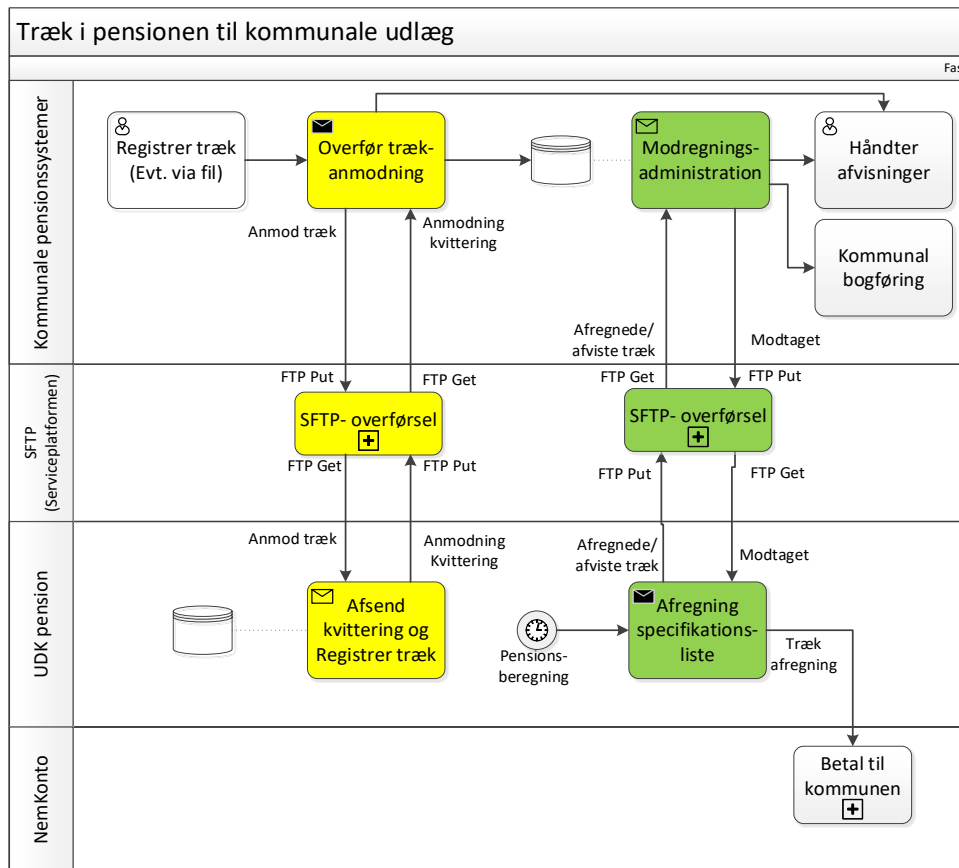 Træk i pensionen til kommunale udlæg
Fas
Kommunale pensionssystemer
Registrer træk
(Evt. via fil)
Overfør træk-
anmodning
Modregnings-
administration
Håndter
afvisninger
Kommunal
bogføring
Anmod træk
Anmodning
kvittering
Afregnede/
afviste træk
Modtaget
SFTP
(Serviceplatformen)
FTP Put
FTP Get
FTP Get
FTP Put
SFTP- overførsel
SFTP- overførsel
FTP Get
FTP Put
FTP Put
FTP Get
UDK pension
Anmod træk
Anmodning
Kvittering
Afregnede/
afviste træk
Modtaget
Afsend
kvittering og
Registrer træk
Pensions-
beregning
Afregning
specifikations-
liste
Træk
afregning
NemKonto
Betal til
kommunen